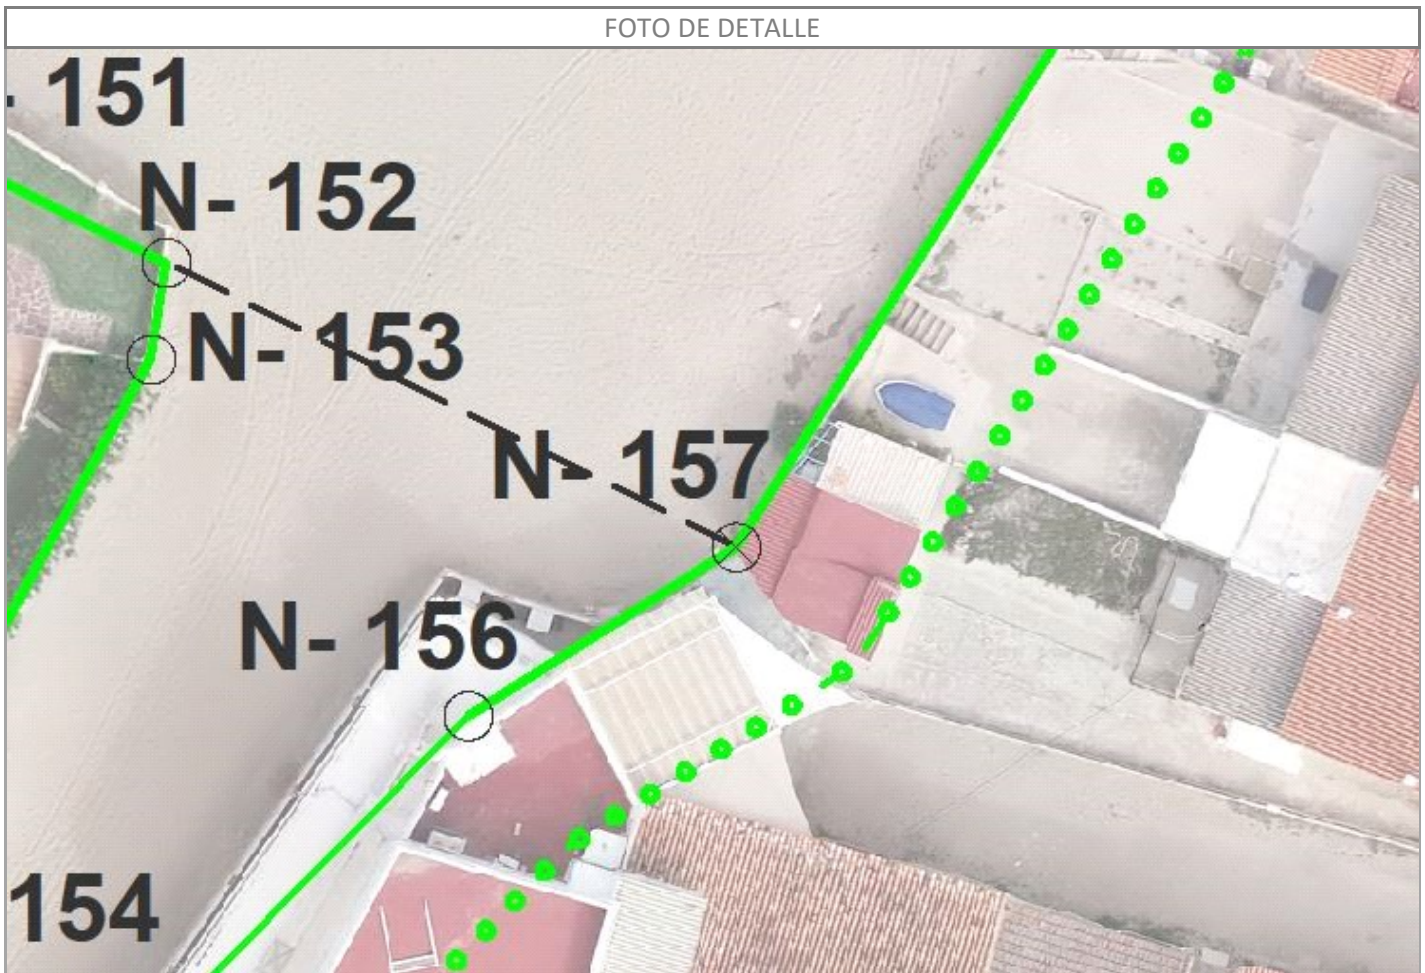 FOTO DE DETALLE
- 151
N- 152
N- 153
N- 157
N- 156
154